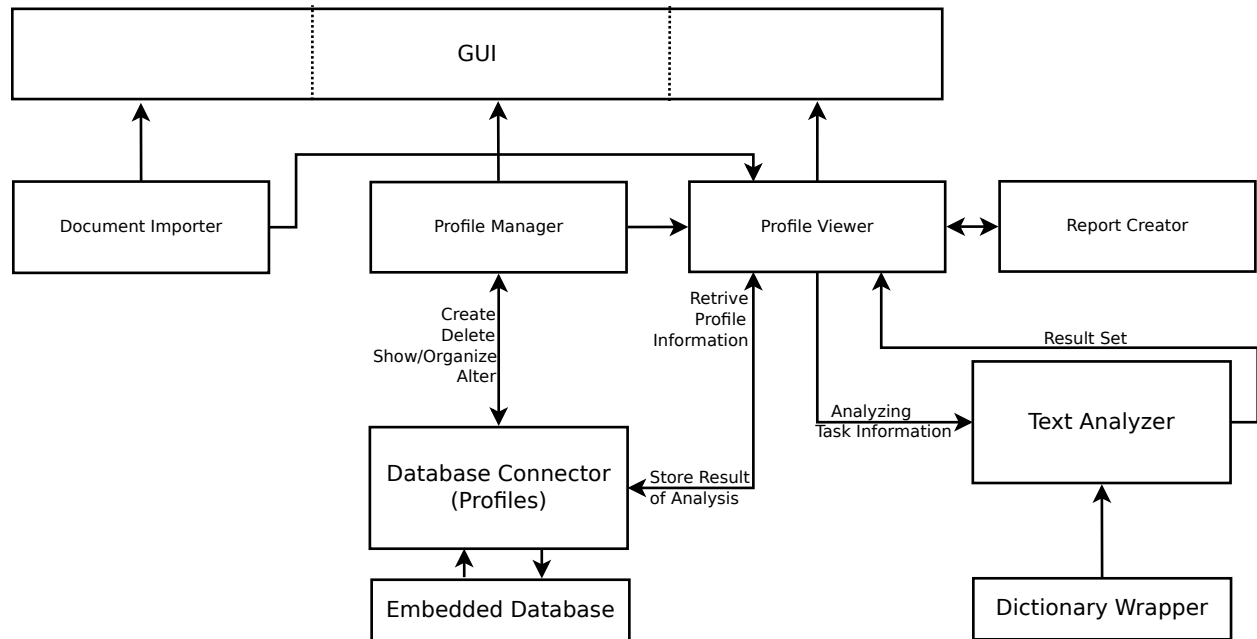 GUI
Document Importer
Profile Manager
Profile Viewer
Report Creator
Create
Delete
Show/Organize
Alter
Retrive
Profile
Information
Result Set
Analyzing
Task Information
Text Analyzer
Database Connector
(Profiles)
Store Result
of Analysis
Embedded Database
Dictionary Wrapper